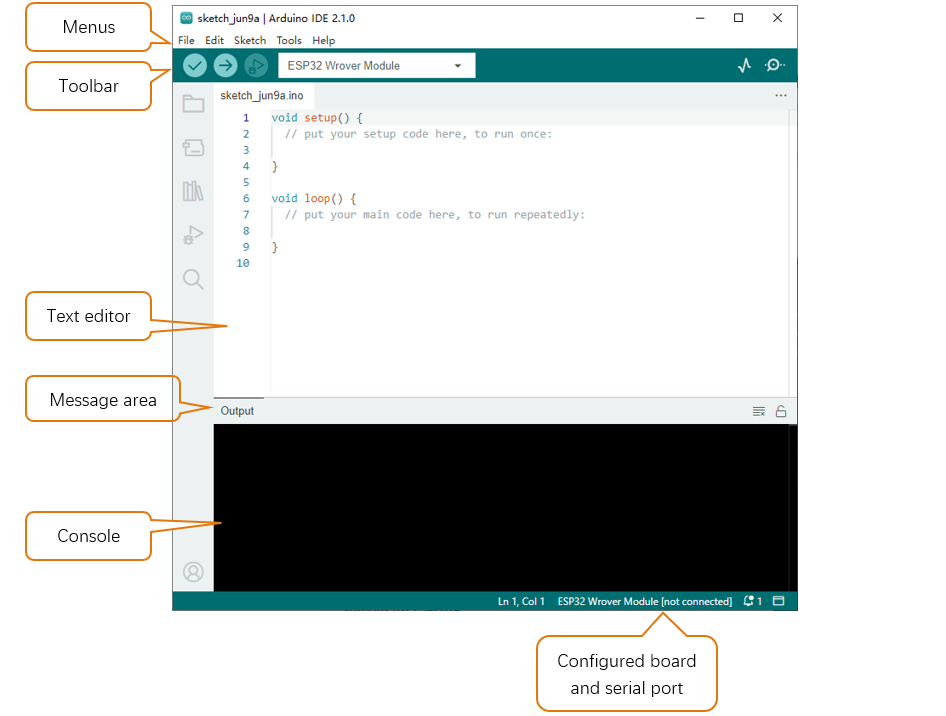 Menus
sketch_jun9a | Arduino IDE 2.1.0
File Edit Sketch Tools Help
Toolbar
ESP32 Wrover Module
sketch_jun9a.ino
1 void setup() {
2 // put your setup code here, to run once:
3
4 }
5
6 void loop() {
7 // put your main code here, to run repeatedly:
8
9 }
10
Text editor
Message area
Output
Console
Ln 1, Col 1 ESP32 Wrover Module [not connected] 1
Configured board
and serial port